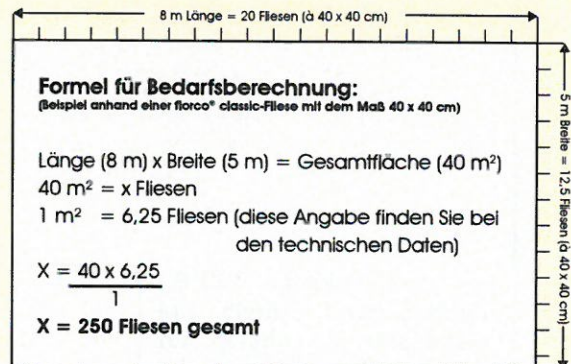 8 m Länge = 20 Fliesen (à 40 x 40 cm)
Formel für Bedarfsberechnung:
(Beispiel anhand einer florco® classic-Fliese mit dem Maß 40 x 40 cm)
Länge (8 m) x Breite (5 m) = Gesamtfläche (40 m²)
40 m² = x Fliesen
1 m² = 6,25 Fliesen (diese Angabe finden Sie bei
den technischen Daten)
X = 40 x 6,25
1
X = 250 Fliesen gesamt
5 m Breite = 12,5 Fliesen (à 40 x 40 cm)